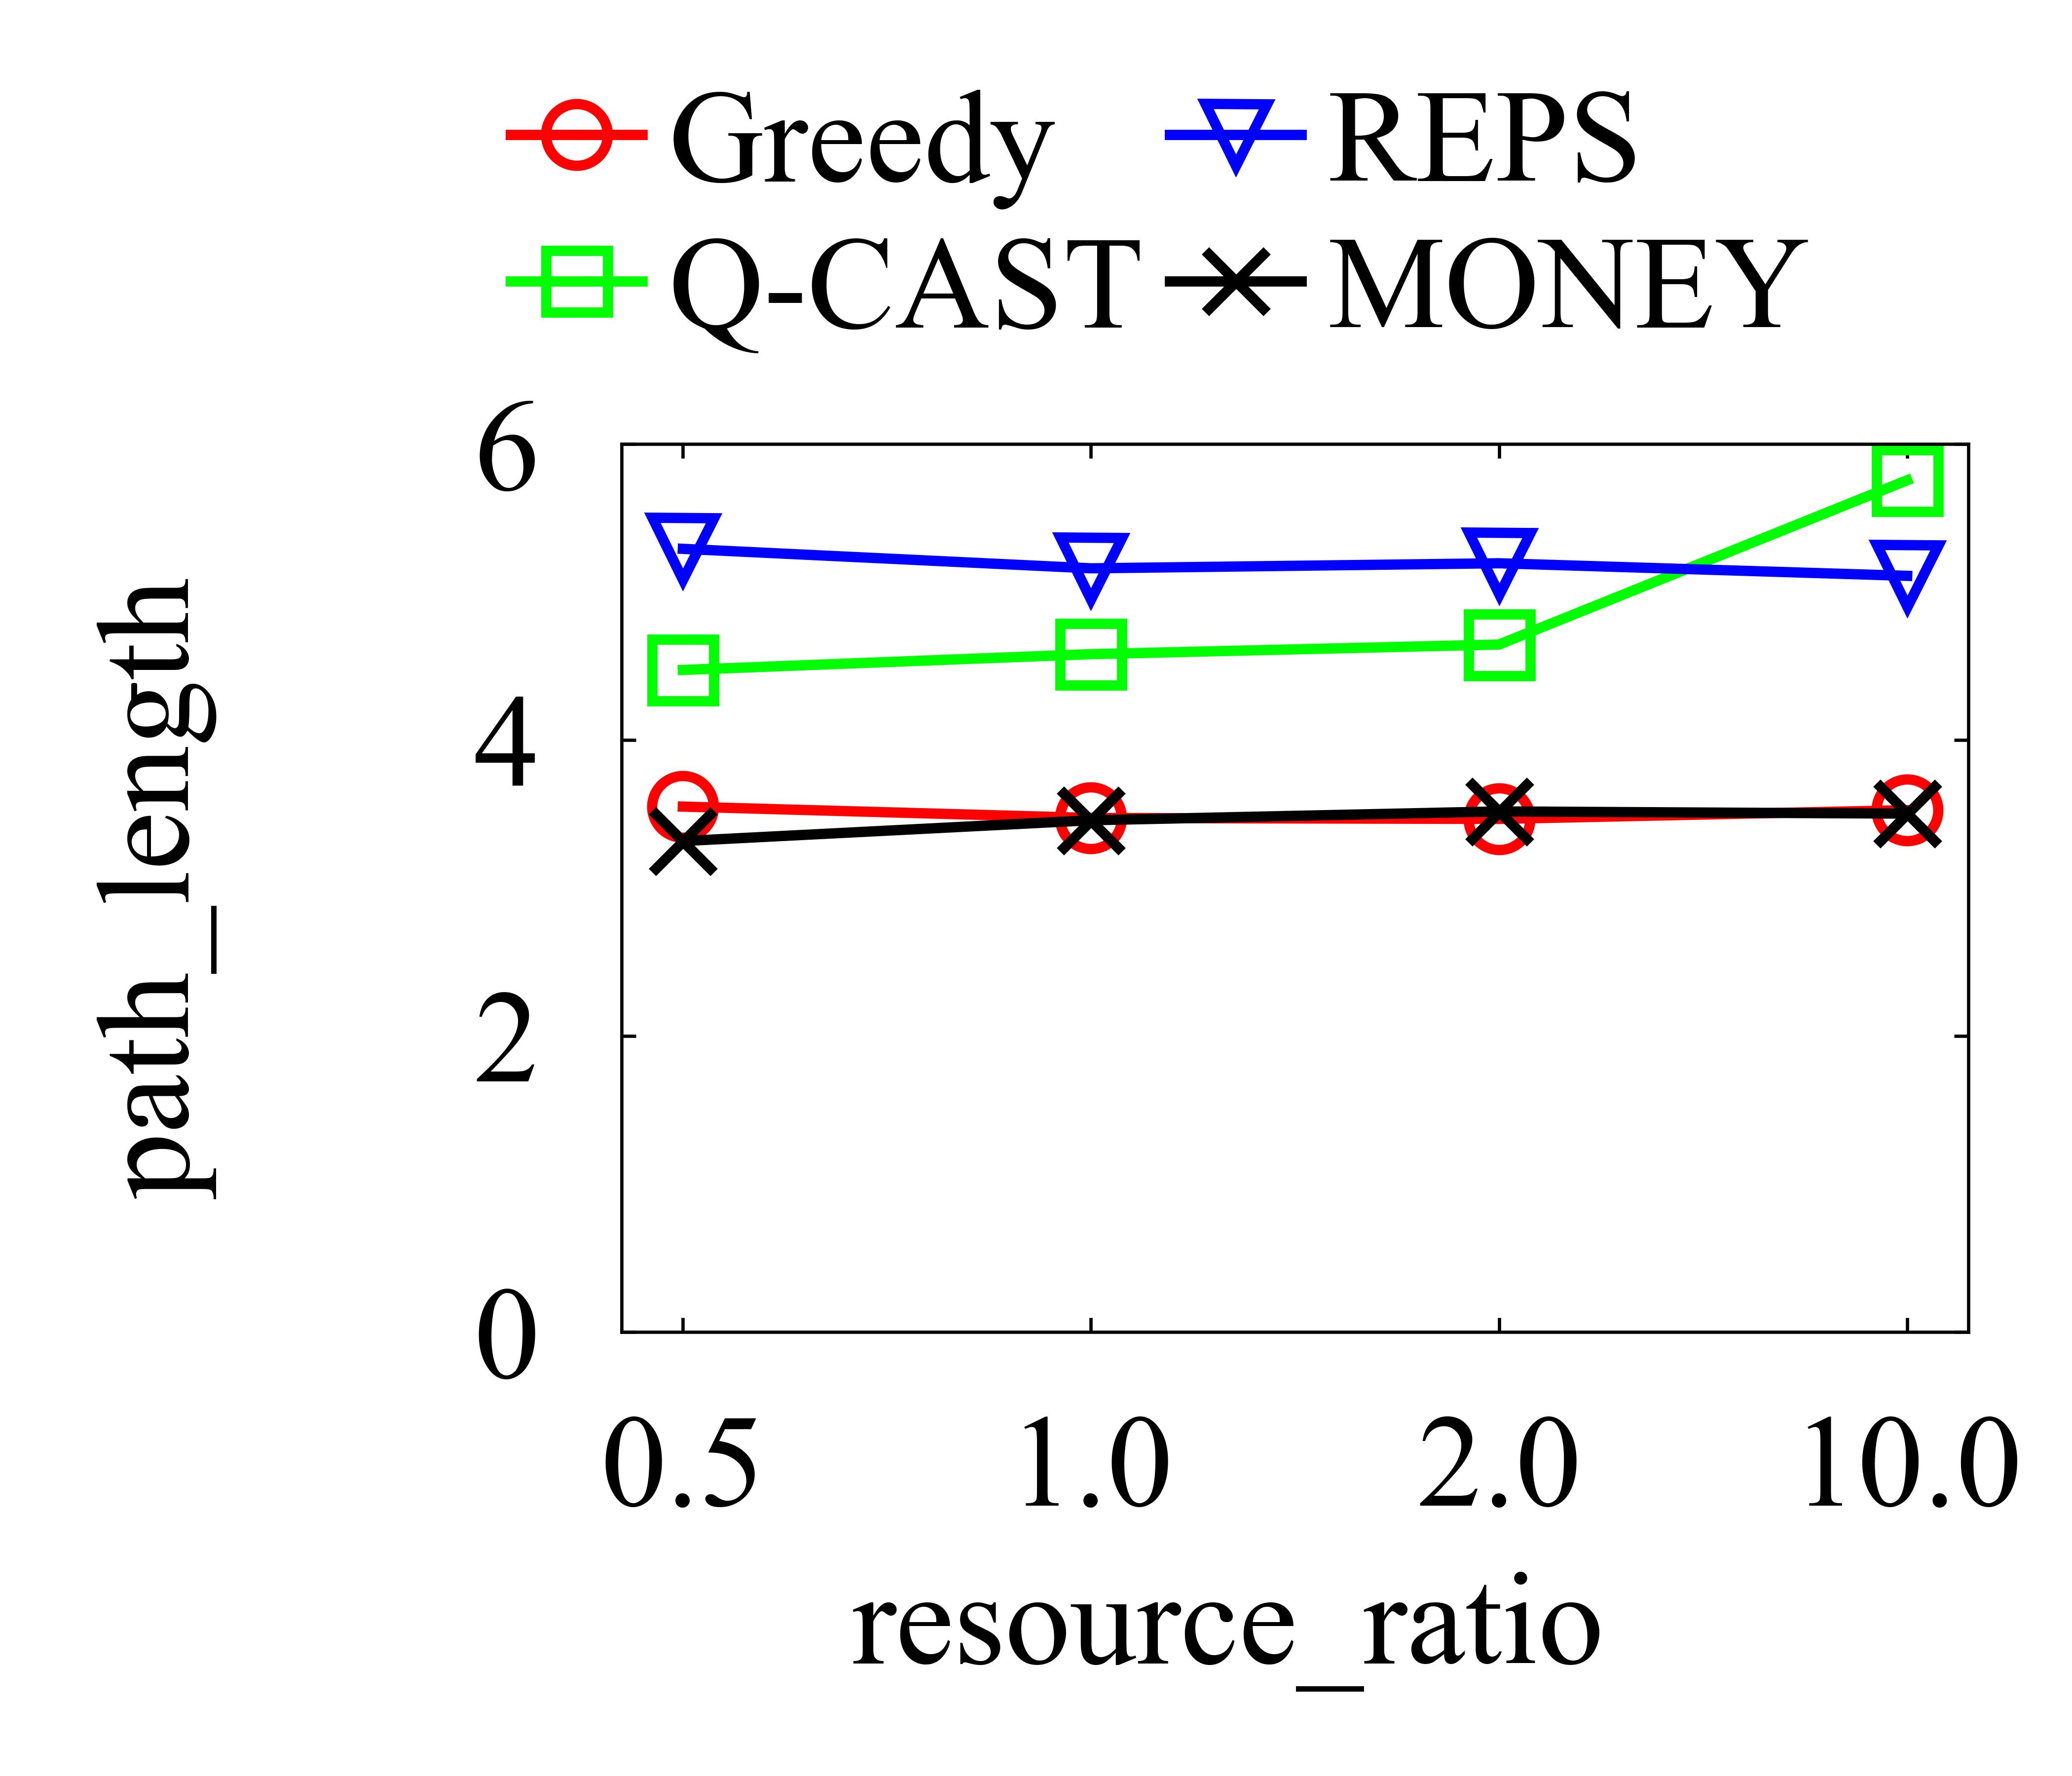 Greedy REPS
Q-CAST MONEY
6
4
2
0
path_length
0.5 1.0 2.0 10.0
resource_ratio